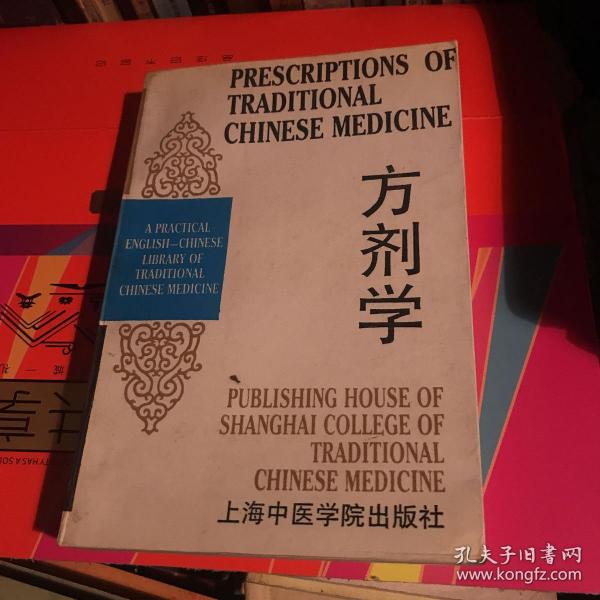 PRESCRIPTIONS OF
TRADITIONAL
CHINESE MEDICINE
方剂学
A PRACTICAL
ENGLISH—CHINESE
LIBRARY OF
TRADITIONAL
CHINESE MEDICINE
PUBLISHING HOUSE OF
SHANGHAI COLLEGE OF
TRADITIONAL
CHINESE MEDICINE
上海中医学院出版社
孔夫子旧書网
www.kongfz.com